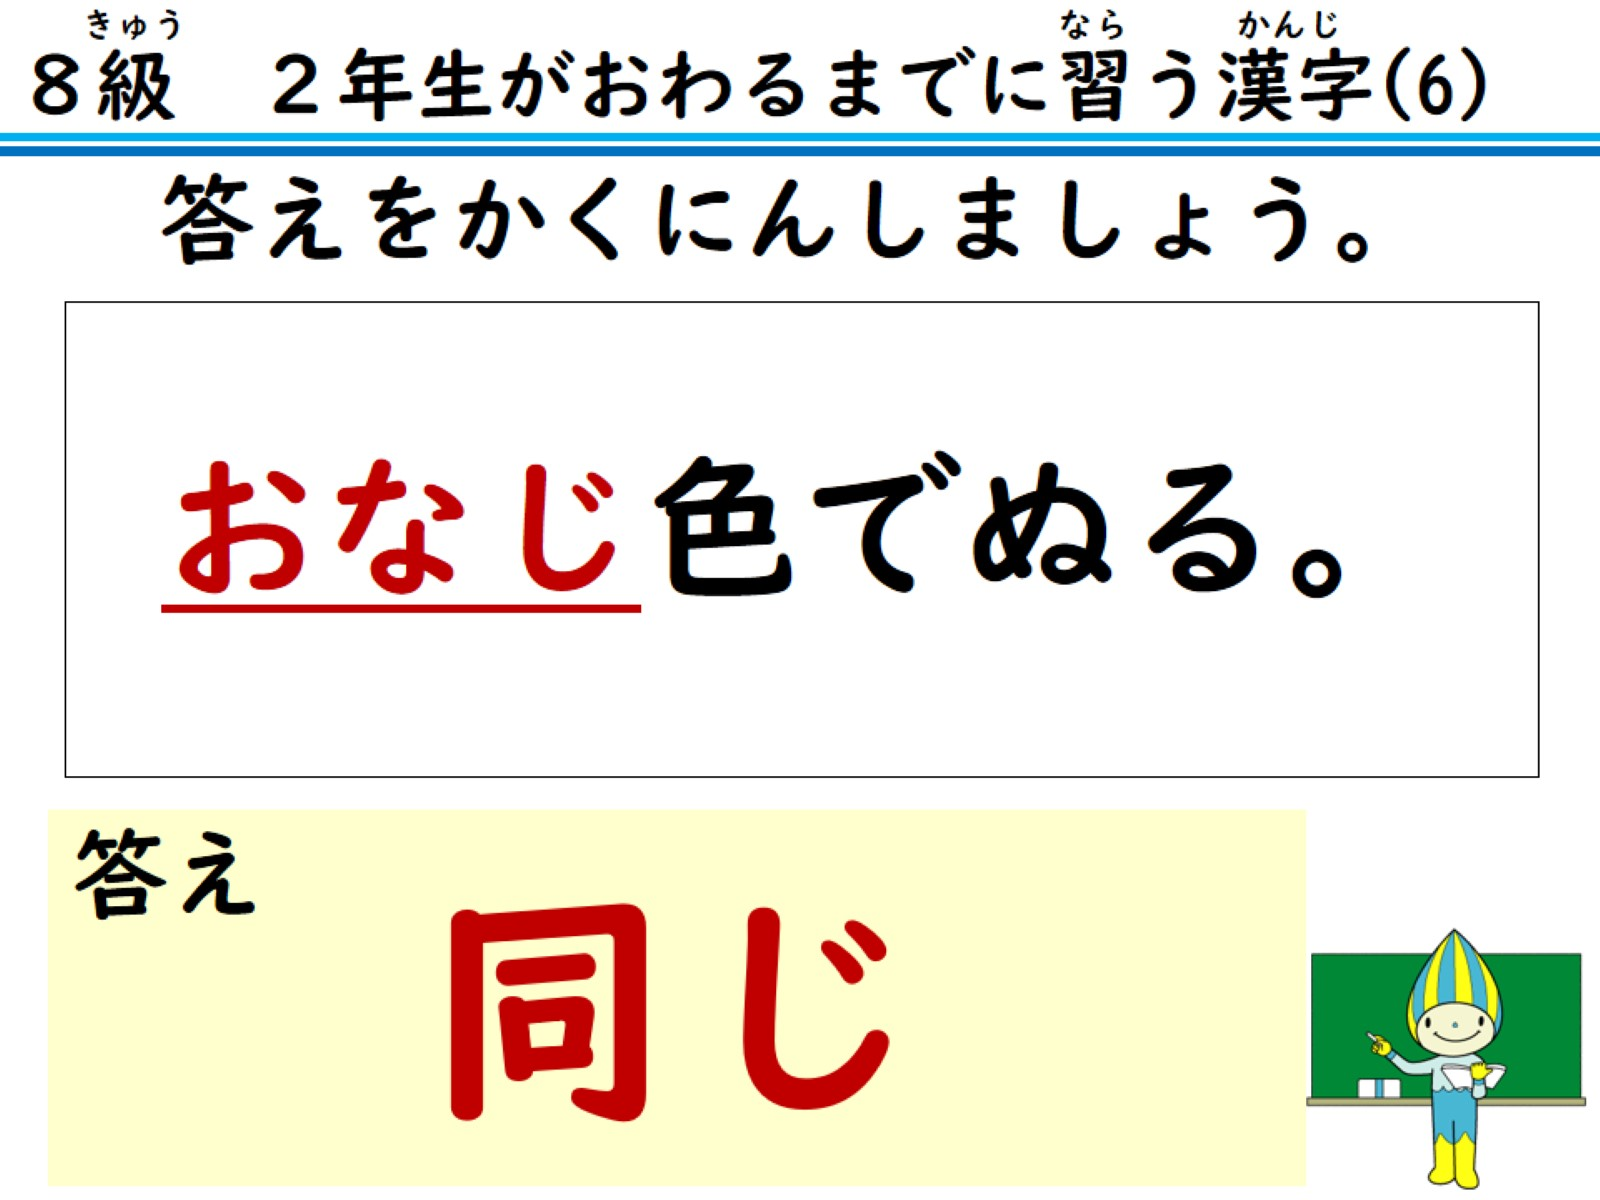 きゅう なら かんじ
８級　２年生がおわるまでに習う漢字(6)
答えをかくにんしましょう。
おなじ色でぬる。
答え
同じ